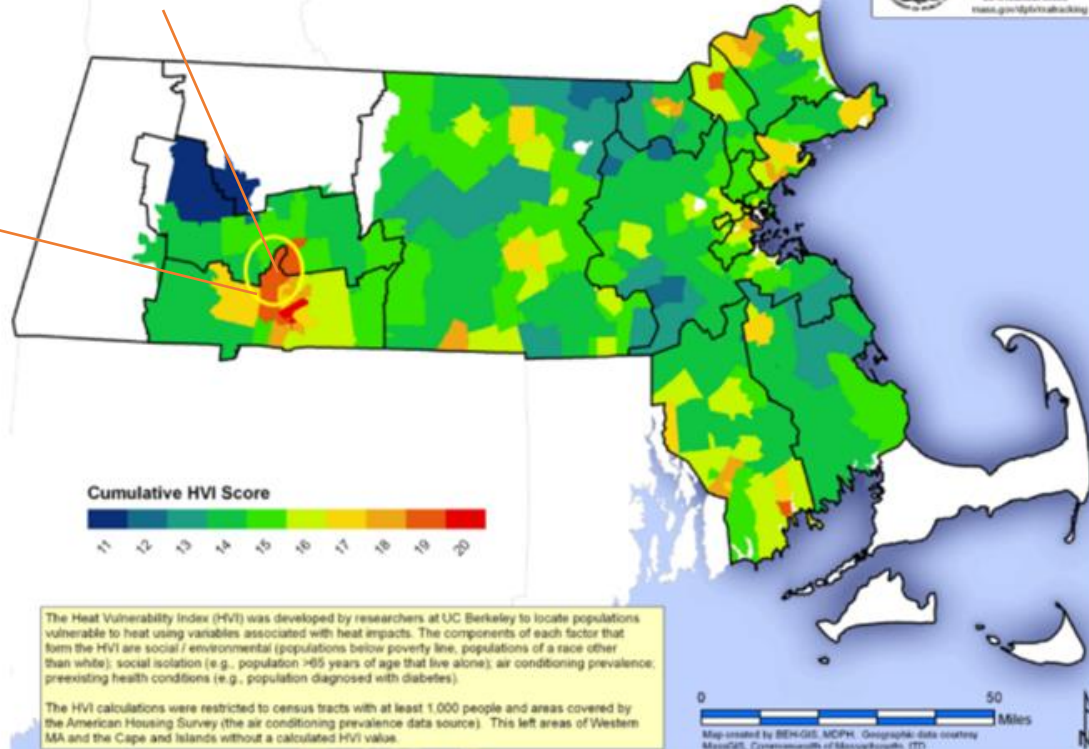 mass.gov/dph/matracking
Cumulative HVI Score
11 12 13 14 15 16 17 18 19 20
The Heat Vulnerability Index (HVI) was developed by researchers at UC Berkeley to locate populations
vulnerable to heat using variables associated with heat impacts. The components of each factor that
form the HVI are social / environmental (populations below poverty line, populations of a race other
than white); social isolation (e.g., population >65 years of age that live alone); air conditioning prevalence;
preexisting health conditions (e.g., population diagnosed with diabetes).
The HVI calculations were restricted to census tracts with at least 1,000 people and areas covered by
the American Housing Survey (the air conditioning prevalence data source). This left areas of Western
MA and the Cape and Islands without a calculated HVI value.
0 50
Miles
Map created by BEH-GIS, MDPH. Geographic data courtesy
MassGIS, Commonwealth of Massachusetts, ITD